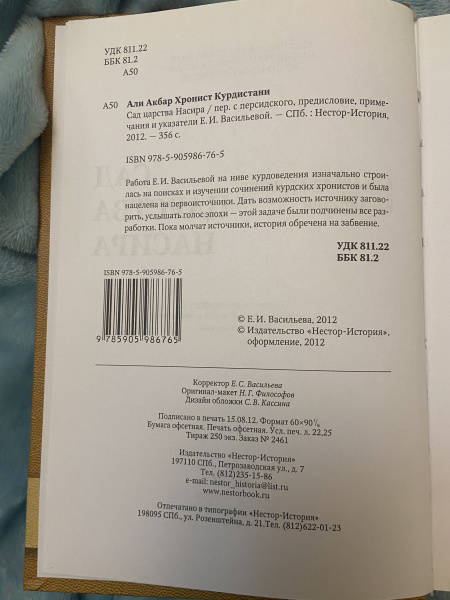 УДК 811.22
ББК 81.2
А50
А50 Али Акбар Хронист Курдистани
Сад царства Насира / пер. с персидского, предисловие, приме-
чания и указатели Е. И. Васильевой. — СПб. : Нестор-История,
2012. — 356 с.
ISBN 978-5-905986-76-5
Работа Е. И. Васильевой на ниве курдоведения изначально строи-
лась на поисках и изучении сочинений курдских хронистов и была
нацелена на первоисточники. Дать возможность источнику загово-
рить, услышать голос эпохи — этой задаче были подчинены все раз-
работки. Пока молчат источники, история обречена на забвение.
УДК 811.22
ББК 81.2
ISBN 978-5-905986-76-5
9 785905 986765
© Е. И. Васильева, 2012
© Издательство «Нестор-История»,
оформление, 2012
Корректор Е. С. Васильева
Оригинал-макет Н. Г. Философов
Дизайн обложки С. В. Кассина
Подписано в печать 15.08.12. Формат 60×90 1/16
Бумага офсетная. Печать офсетная. Усл. печ. л. 22,25
Тираж 250 экз. Заказ № 2461
Издательство «Нестор-История»
197110 СПб., Петрозаводская ул., д. 7
Тел. (812)235-15-86
e-mail: nestor_historia@list.ru
www.nestorbook.ru
Отпечатано в типографии «Нестор-История»
198095 СПб., ул. Розенштейна, д. 21. Тел. (812)622-01-23